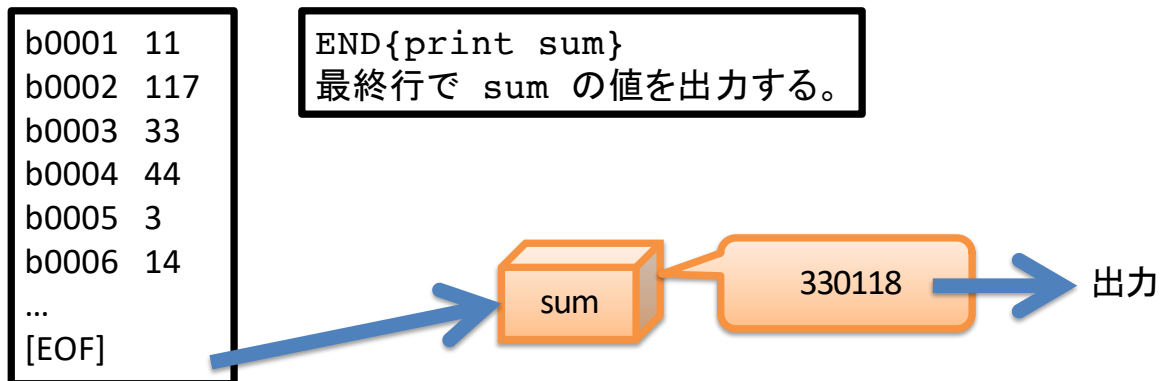 b0001 11
b0002 117
b0003 33
b0004 44
b0005 3
b0006 14
…
[EOF]
END{print sum}
最終行で sum の値を出力する。
sum
330118
出力